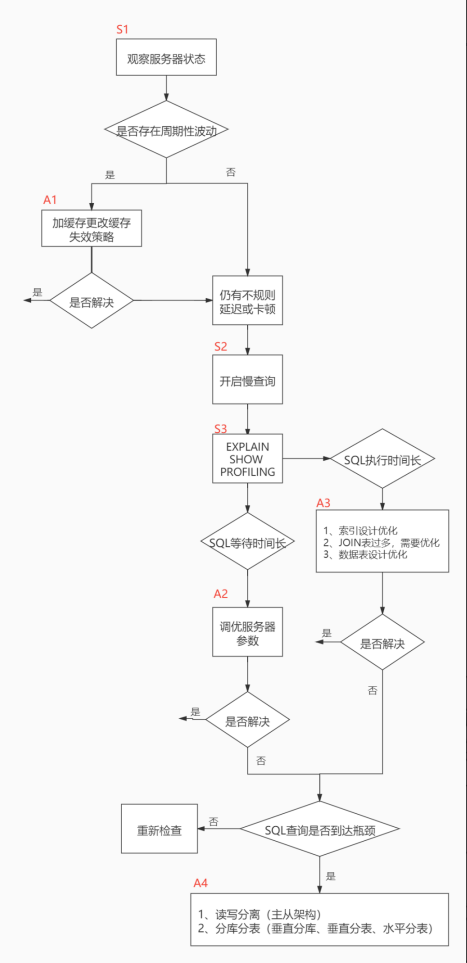 S1
观察服务器状态
是否存在周期性波动
是
否
A1
加缓存更改缓存
失效策略
是
是否解决
仍有不规则
延迟或卡顿
S2
开启慢查询
S3
EXPLAIN
SHOW
PROFILING
SQL执行时间长
A3
1、索引设计优化
2、JOIN表过多，需要优化
3、数据表设计优化
SQL等待时间长
A2
调优服务器
参数
是
是否解决
否
是
是否解决
否
重新检查
否
SQL查询是否到达瓶颈
是
A4
1、读写分离（主从架构）
2、分库分表（垂直分库、垂直分表、水平分表）